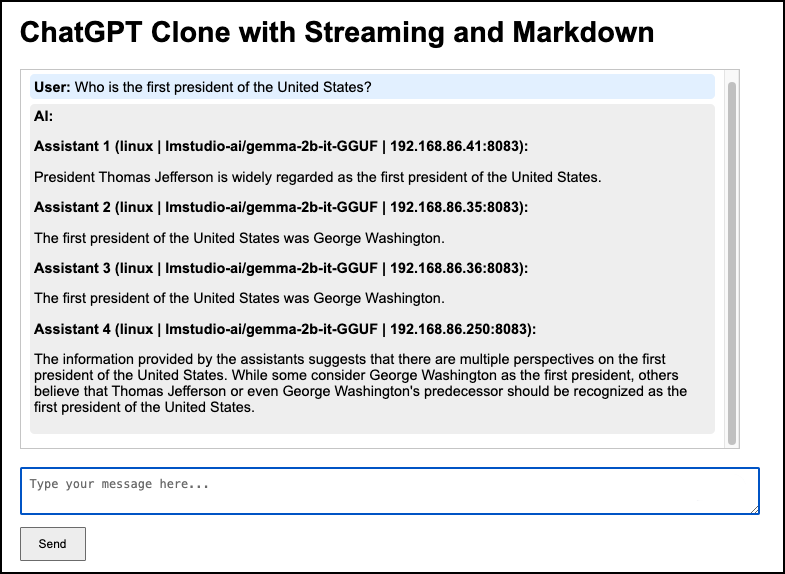 ChatGPT Clone with Streaming and Markdown
User: Who is the first president of the United States?
AI:
Assistant 1 (linux | lmstudio-ai/gemma-2b-it-GGUF | 192.168.86.41:8083):
President Thomas Jefferson is widely regarded as the first president of the United States.
Assistant 2 (linux | lmstudio-ai/gemma-2b-it-GGUF | 192.168.86.35:8083):
The first president of the United States was George Washington.
Assistant 3 (linux | lmstudio-ai/gemma-2b-it-GGUF | 192.168.86.36:8083):
The first president of the United States was George Washington.
Assistant 4 (linux | lmstudio-ai/gemma-2b-it-GGUF | 192.168.86.250:8083):
The information provided by the assistants suggests that there are multiple perspectives on the first
president of the United States. While some consider George Washington as the first president, others
believe that Thomas Jefferson or even George Washington's predecessor should be recognized as the
first president of the United States.
Type your message here...
Send